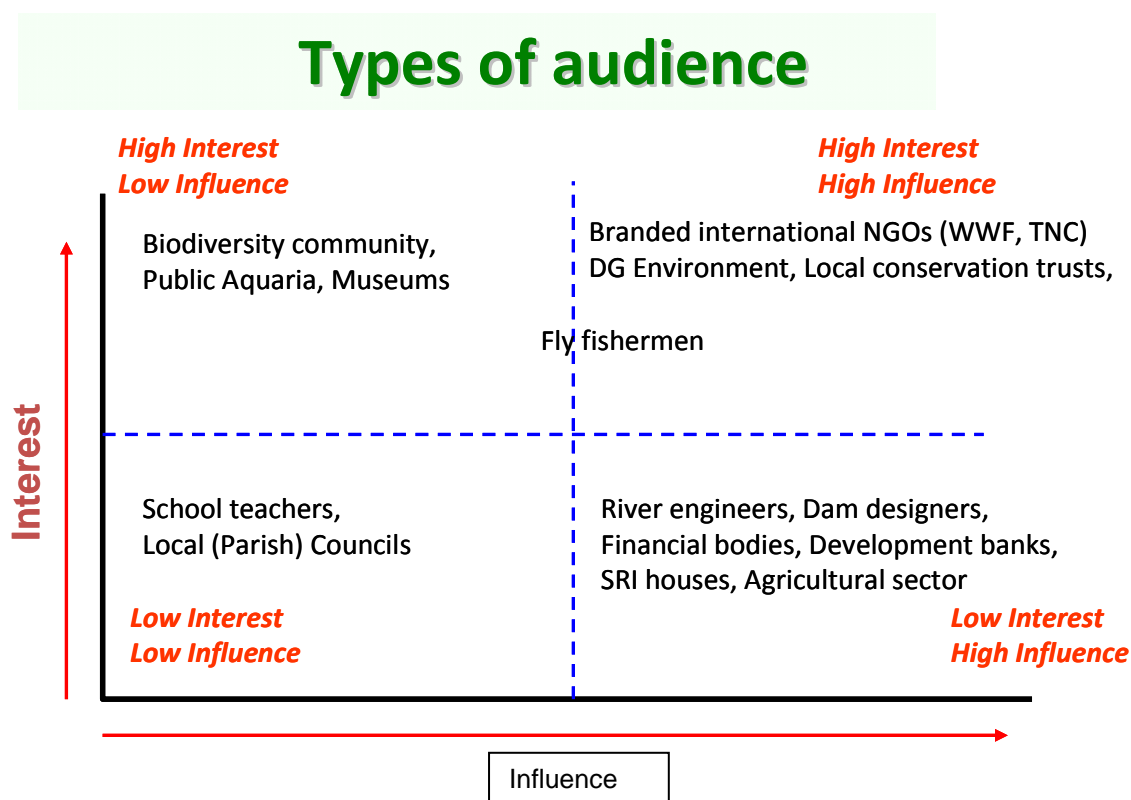 Types of audience
High Interest
Low Influence
High Interest
High Influence
Biodiversity community,
Public Aquaria, Museums
Branded international NGOs (WWF, TNC)
DG Environment, Local conservation trusts,
Fly fishermen
Interest
School teachers,
Local (Parish) Councils
River engineers, Dam designers,
Financial bodies, Development banks,
SRI houses, Agricultural sector
Low Interest
Low Influence
Low Interest
High Influence
Influence